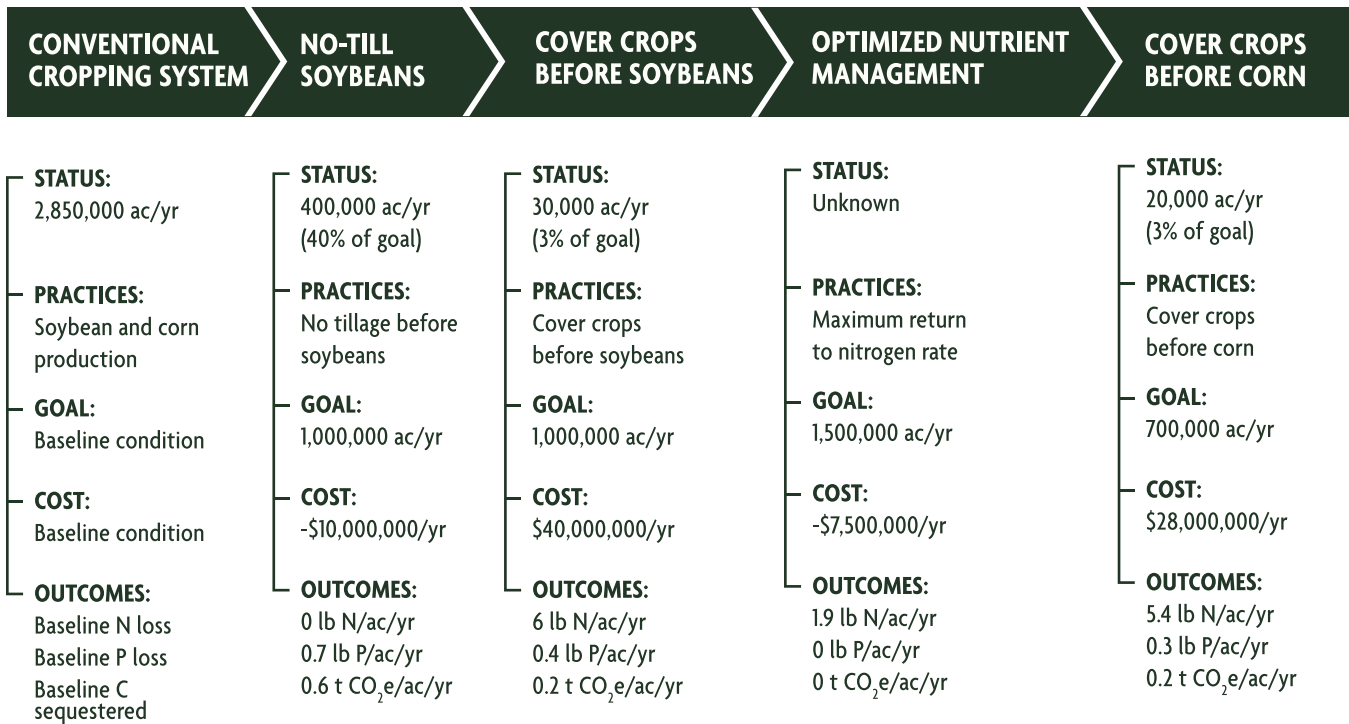 CONVENTIONAL
CROPPING SYSTEM
NO-TILL
SOYBEANS
COVER CROPS
BEFORE SOYBEANS
OPTIMIZED NUTRIENT
MANAGEMENT
COVER CROPS
BEFORE CORN
STATUS:
2,850,000 ac/yr
PRACTICES:
Soybean and corn
production
GOAL:
Baseline condition
COST:
Baseline condition
OUTCOMES:
Baseline N loss
Baseline P loss
Baseline C
sequestered
STATUS:
400,000 ac/yr
(40% of goal)
PRACTICES:
No tillage before
soybeans
GOAL:
1,000,000 ac/yr
COST:
-$10,000,000/yr
OUTCOMES:
0 lb N/ac/yr
0.7 lb P/ac/yr
0.6 t CO₂e/ac/yr
STATUS:
30,000 ac/yr
(3% of goal)
PRACTICES:
Cover crops
before soybeans
GOAL:
1,000,000 ac/yr
COST:
$40,000,000/yr
OUTCOMES:
6 lb N/ac/yr
0.4 lb P/ac/yr
0.2 t CO₂e/ac/yr
STATUS:
Unknown
PRACTICES:
Maximum return
to nitrogen rate
GOAL:
1,500,000 ac/yr
COST:
-$7,500,000/yr
OUTCOMES:
1.9 lb N/ac/yr
0 lb P/ac/yr
0 t CO₂e/ac/yr
STATUS:
20,000 ac/yr
(3% of goal)
PRACTICES:
Cover crops
before corn
GOAL:
700,000 ac/yr
COST:
$28,000,000/yr
OUTCOMES:
5.4 lb N/ac/yr
0.3 lb P/ac/yr
0.2 t CO₂e/ac/yr